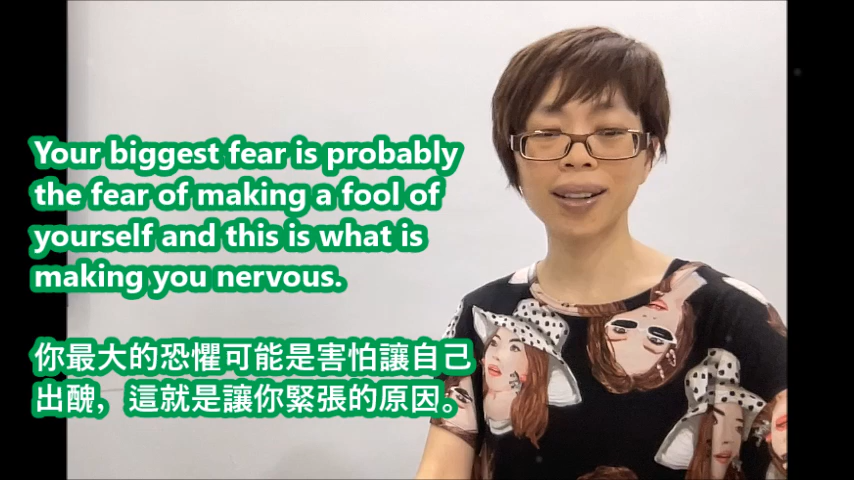 Your biggest fear is probably
the fear of making a fool of
yourself and this is what is
making you nervous.
你最大的恐懼可能是害怕讓自己
出醜，這就是讓你緊張的原因。